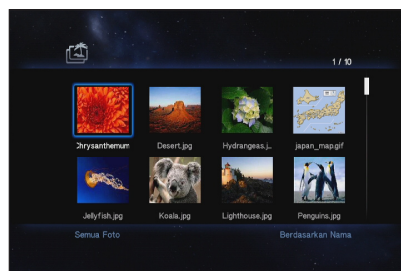 1 / 10
Chrysanthemum
Desert.jpg
Hydrangeas.j..
japan_map.gif
Jellyfish.jpg
Koala.jpg
Lighthouse.jpg
Penguins.jpg
Semua Foto
Berdasarkan Nama